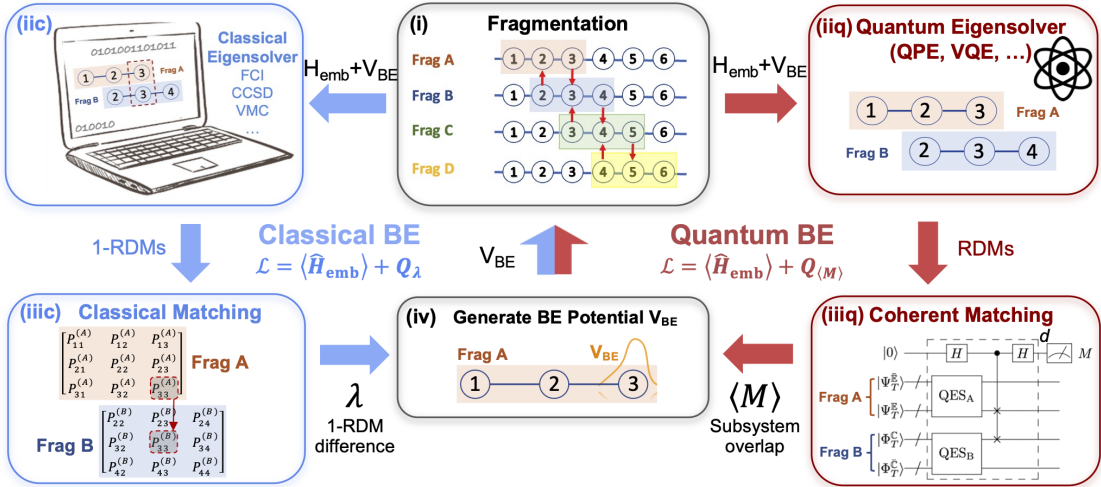 (iic)
0101001101011
Classical
Eigensolver
FCI
CCSD
VMC
...
1 2 3 Frag A
Frag B 2 3 4
010010
H_emb+V_BE
(i)
Fragmentation
Frag A 1 2 3 4 5 6
Frag B 1 2 3 4 5 6
Frag C 1 2 3 4 5 6
Frag D 1 2 3 4 5 6
H_emb+V_BE
(iiq) Quantum Eigensolver
(QPE, VQE, ...)
1 2 3 Frag A
Frag B 2 3 4
1-RDMs
Classical BE
ℒ = ⟨Ĥ_emb⟩ + Q_λ
V_BE
Quantum BE
ℒ = ⟨Ĥ_emb⟩ + Q_⟨M⟩
RDMs
(iiic) Classical Matching
P_11^(A) P_12^(A) P_13^(A)
P_21^(A) P_22^(A) P_23^(A)
P_31^(A) P_32^(A) P_33^(A)
Frag A
Frag B
P_22^(B) P_23^(B) P_24^(B)
P_32^(B) P_33^(B) P_34^(B)
P_42^(B) P_43^(B) P_44^(B)
λ
1-RDM
difference
(iv)
Generate BE Potential V_BE
Frag A
V_BE
1 2 3
⟨M⟩
Subsystem
overlap
(iiiq) Coherent Matching
d
|0⟩ H H M
Frag A
|Ψ_T^
|Ψ_T^
QES_A
Frag B
|Φ_T^C
|Φ_T^
QES_B